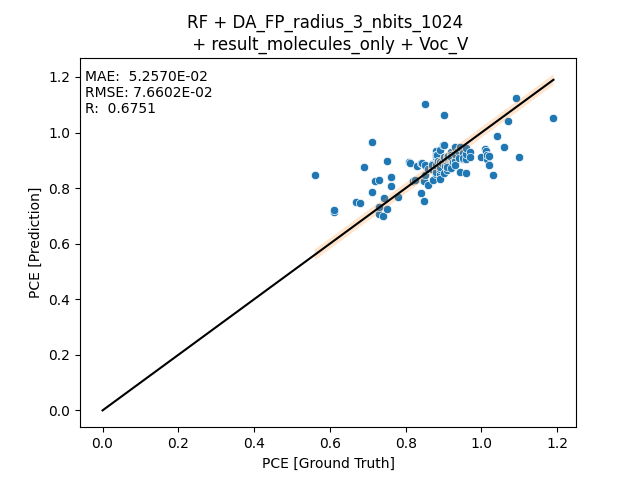 RF + DA_FP_radius_3_nbits_1024
+ result_molecules_only + Voc_V
MAE: 5.2570E-02
RMSE: 7.6602E-02
R: 0.6751
PCE [Prediction]
1.2
1.0
0.8
0.6
0.4
0.2
0.0
0.0 0.2 0.4 0.6 0.8 1.0 1.2
PCE [Ground Truth]